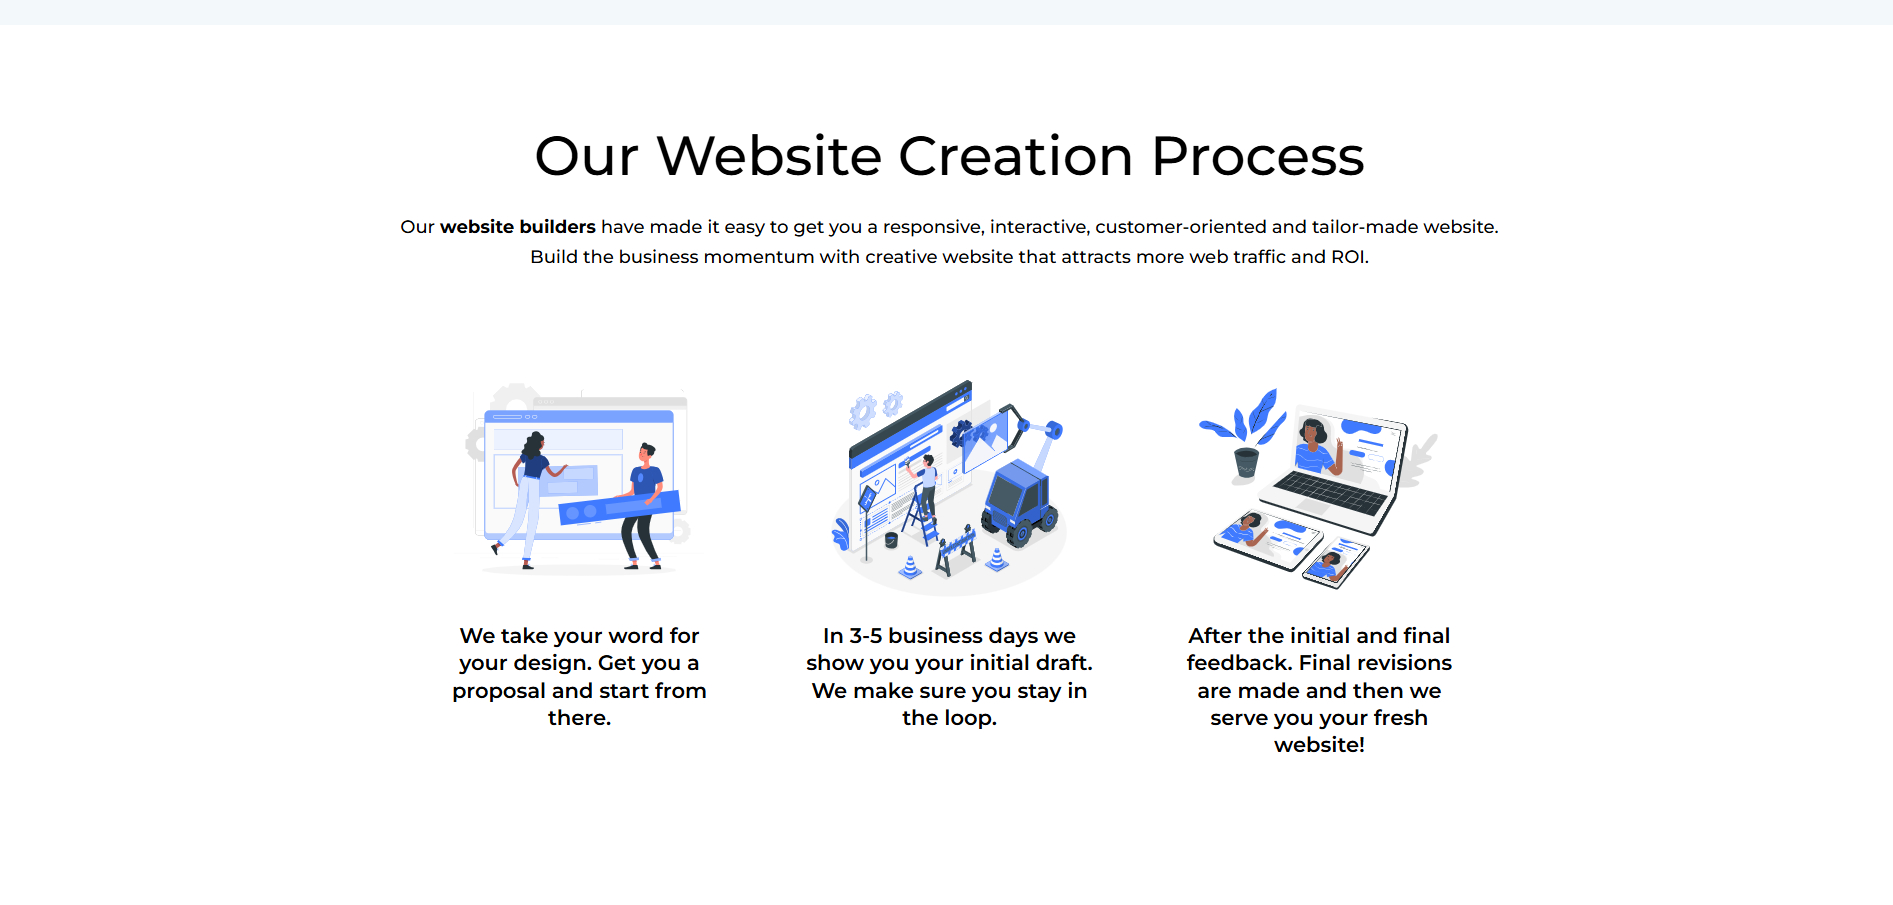 Our Website Creation Process
Our website builders have made it easy to get you a responsive, interactive, customer-oriented and tailor-made website.
Build the business momentum with creative website that attracts more web traffic and ROI.
We take your word for
your design. Get you a
proposal and start from
there.
In 3-5 business days we
show you your initial draft.
We make sure you stay in
the loop.
After the initial and final
feedback. Final revisions
are made and then we
serve you your fresh
website!